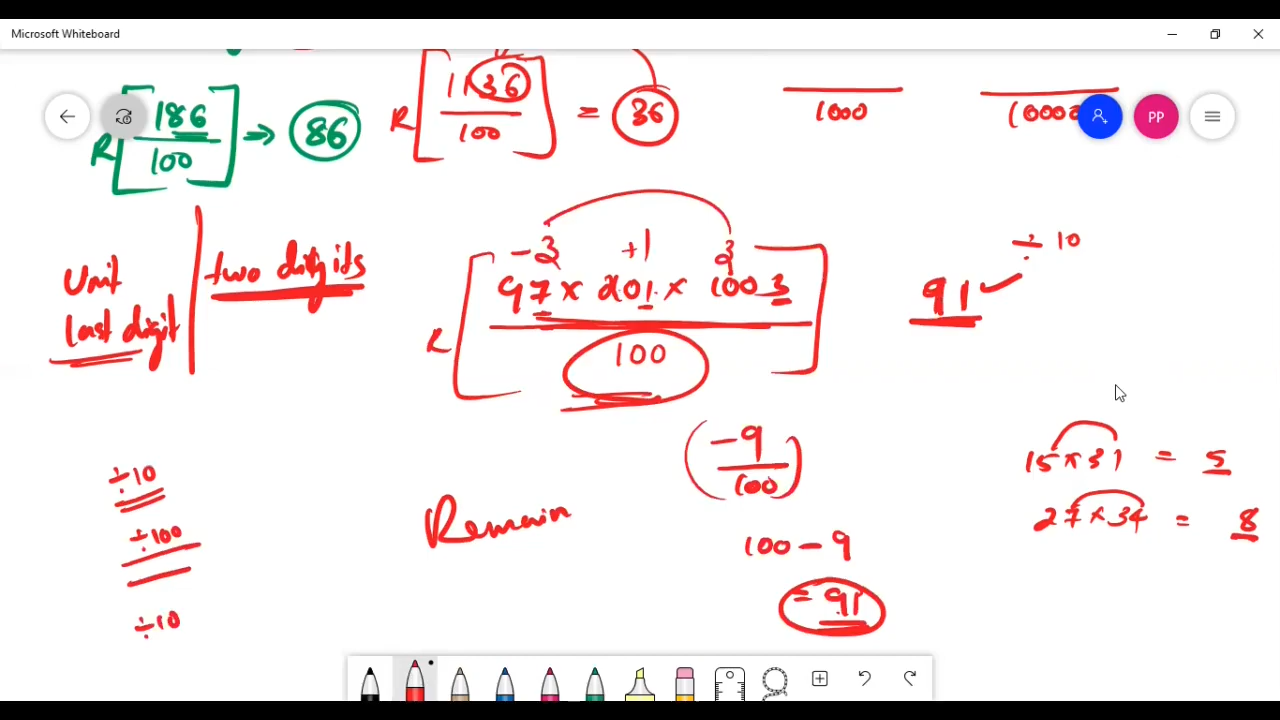 Microsoft Whiteboard
R[186/100] → 86
R[1136/100] = 36
1000
10000
PP
Unit last digit | two digits
-3 +1 3
R[97 × 201 × 1003 / 100]
91 ✓ ÷ 10
(-9/100)
15×31 = 5
÷10
Remain
27×34 = 8
÷100
100 - 9
= 91
÷10